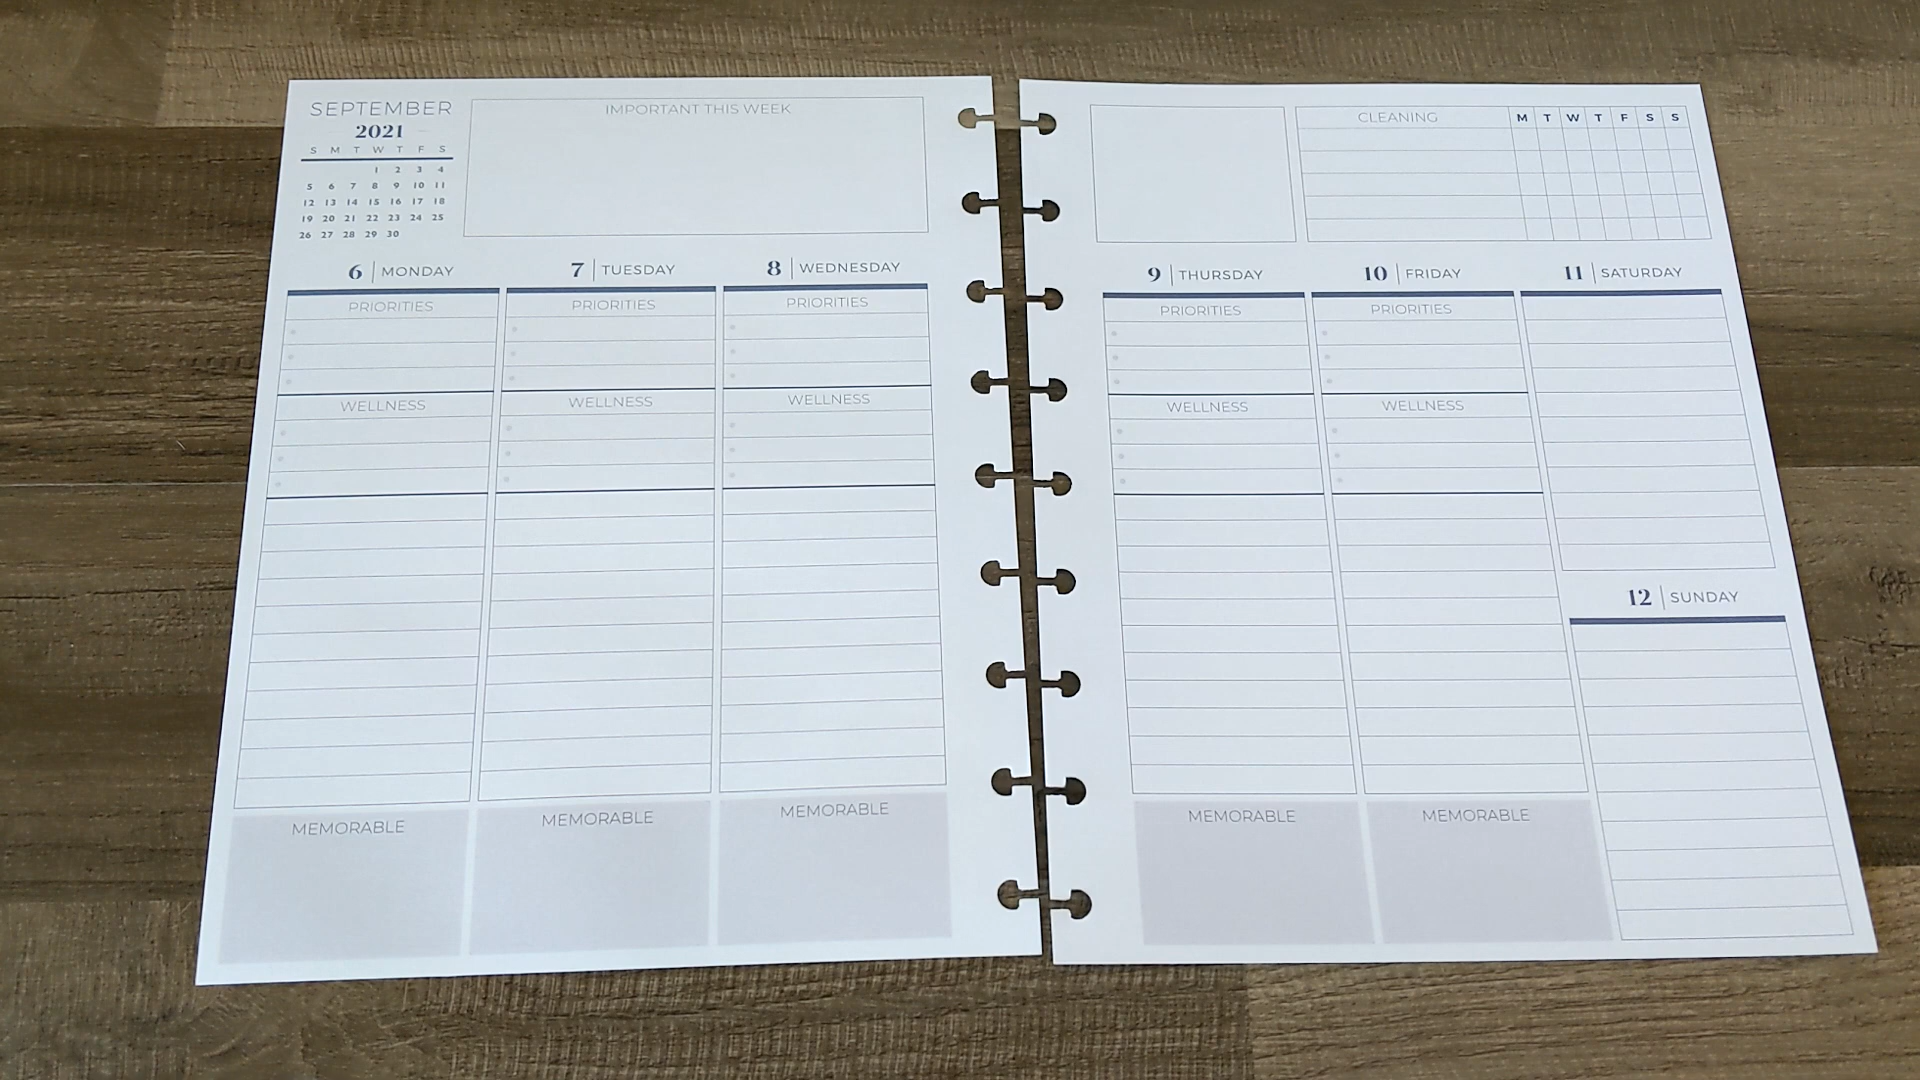 SEPTEMBER
2021
S M T W T F S
1 2 3 4
5 6 7 8 9 10 11
12 13 14 15 16 17 18
19 20 21 22 23 24 25
26 27 28 29 30
IMPORTANT THIS WEEK
6 | MONDAY
PRIORITIES
WELLNESS
MEMORABLE
7 | TUESDAY
PRIORITIES
WELLNESS
MEMORABLE
8 | WEDNESDAY
PRIORITIES
WELLNESS
MEMORABLE
CLEANING M T W T F S S
9 | THURSDAY
PRIORITIES
WELLNESS
MEMORABLE
10 | FRIDAY
PRIORITIES
WELLNESS
MEMORABLE
11 | SATURDAY
12 | SUNDAY